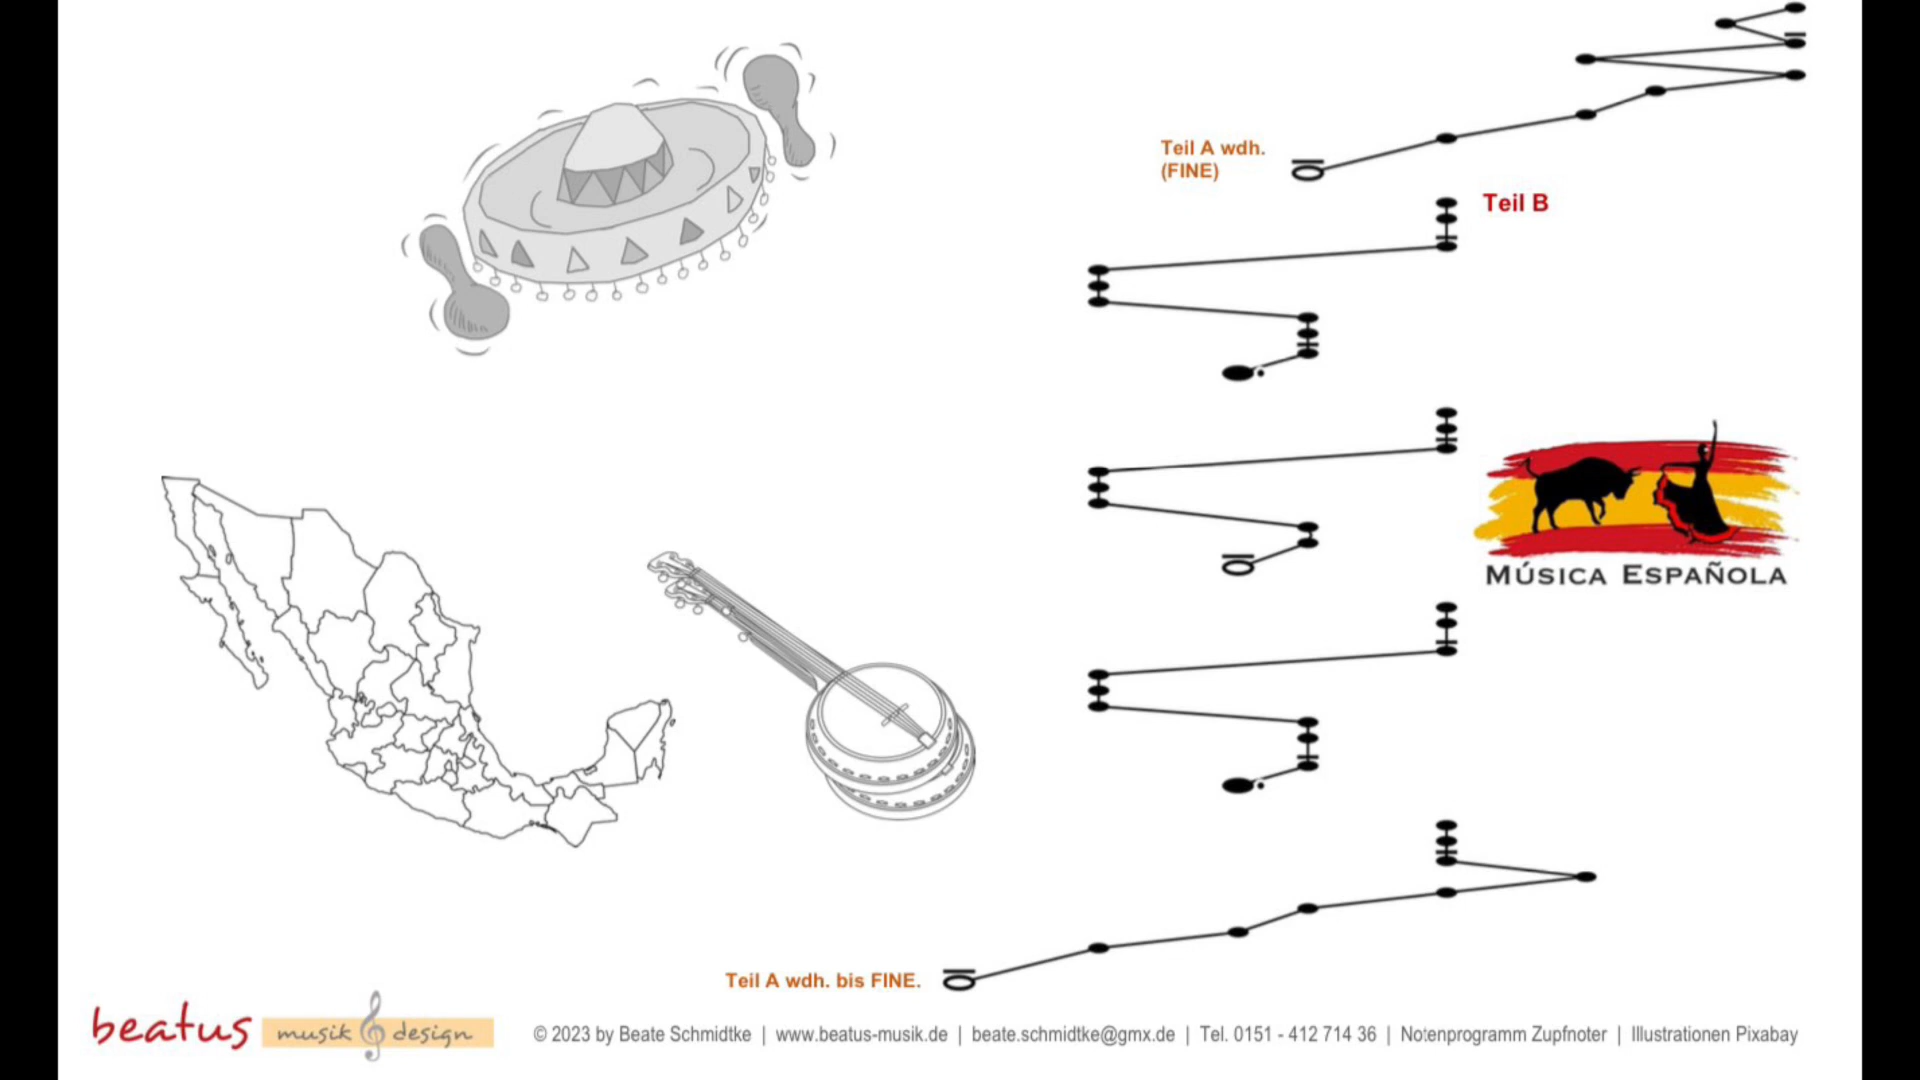 Teil A wdh.
(FINE)
Teil B
MÚSICA ESPAÑOLA
Teil A wdh. bis FINE.
beatus musik design
© 2023 by Beate Schmidtke | www.beatus-musik.de | beate.schmidtke@gmx.de | Tel. 0151 - 412 714 36 | Notenprogramm Zupfnoter | Illustrationen Pixabay